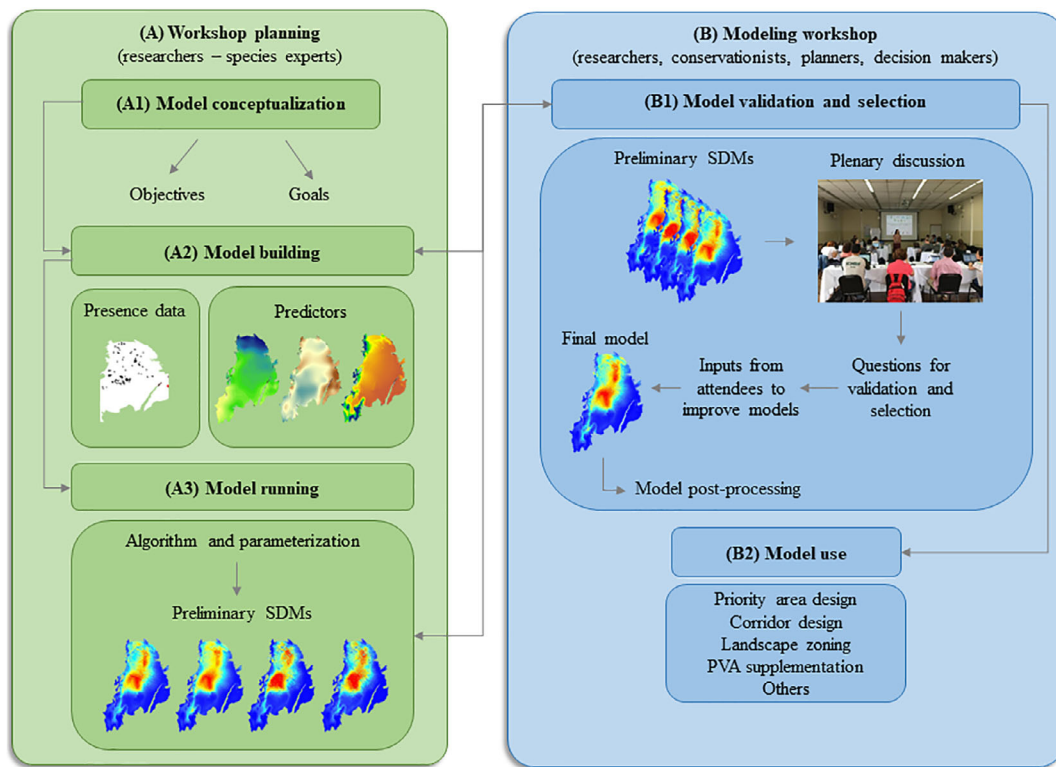 (A) Workshop planning
(researchers – species experts)
(A1) Model conceptualization
Objectives
Goals
(A2) Model building
Presence data
Predictors
(A3) Model running
Algorithm and parameterization
Preliminary SDMs
(B) Modeling workshop
(researchers, conservationists, planners, decision makers)
(B1) Model validation and selection
Preliminary SDMs
Plenary discussion
Questions for
validation and
selection
Inputs from
attendees to
improve models
Final model
Model post-processing
(B2) Model use
Priority area design
Corridor design
Landscape zoning
PVA supplementation
Others